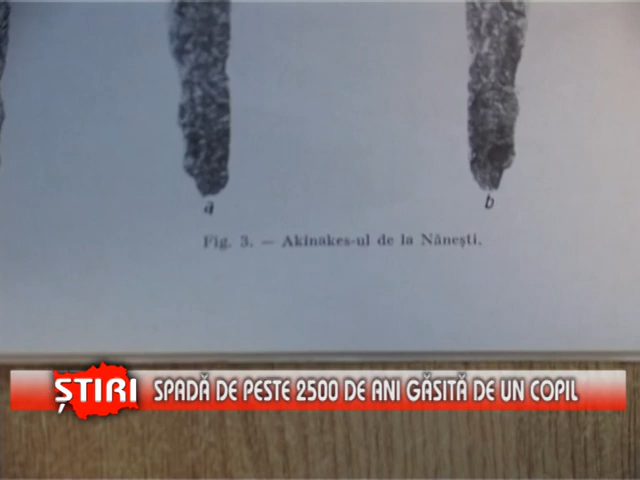 a
b
Fig. 3. — Akinakes-ul de la Nănești.
ȘTIRI
SPADĂ DE PESTE 2500 DE ANI GĂSITĂ DE UN COPIL